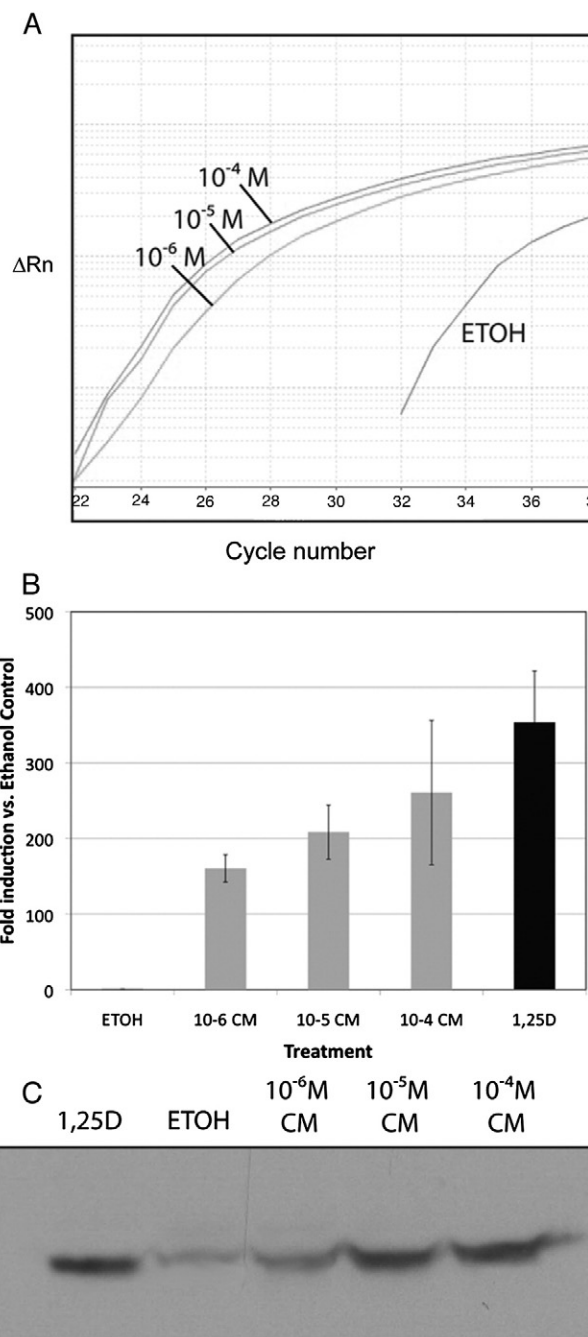 A
10⁻⁴ M
10⁻⁵ M
10⁻⁶ M
ΔRn
ETOH
22 24 26 28 30 32 34 36
Cycle number
B
Fold induction vs. Ethanol Control
500
400
300
200
100
0
ETOH 10-6 CM 10-5 CM 10-4 CM 1,25D
Treatment
C
1,25D ETOH 10⁻⁶M CM 10⁻⁵M CM 10⁻⁴M CM